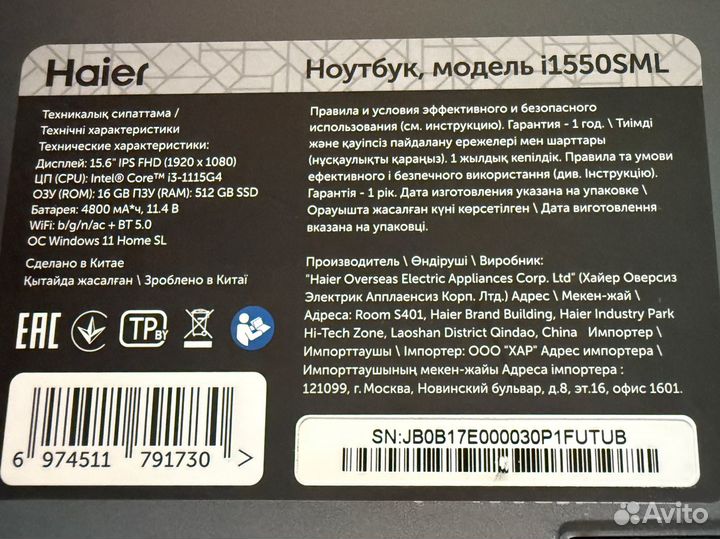 Haier
Ноутбук, модель i1550SML
Техникалық сипаттама /
Технічні характеристики
Технические характеристики:
Дисплей: 15.6" IPS FHD (1920 x 1080)
ЦП (CPU): Intel® Core™ i3-1115G4
ОЗУ (ROM): 16 GB ПЗУ (RAM): 512 GB SSD
Батарея: 4800 мА*ч, 11.4 В
WiFi: b/g/n/ac + BT 5.0
ОС Windows 11 Home SL
Сделано в Китае
Қытайда жасалған \ Зроблено в Китаї
Правила и условия эффективного и безопасного
использования (см. инструкцию). Гарантия - 1 год. \ Тиімді
және қауіпсіз пайдалану ережелері мен шарттары
(нұсқаулықты қараңыз). 1 жылдық кепілдік. Правила та умови
ефективного і безпечного використання (див. Інструкцію).
Гарантія - 1 рік. Дата изготовления указана на упаковке \
Орауышта жасалған күні көрсетілген \ Дата виготовлення
вказана на упаковці.
Производитель \ Өндіруші \ Виробник:
"Haier Overseas Electric Appliances Corp. Ltd" (Хайер Оверсиз
Электрик Апплаенсиз Корп. Лтд.) Адрес \ Мекен-жай \
Адреса: Room S401, Haier Brand Building, Haier Industry Park
Hi-Tech Zone, Laoshan District Qindao, China Импортер \
Импорттаушы \ Імпортер: ООО "ХАР" Адрес импортера \
Импорттаушының мекен-жайы Адреса імпортера :
121099, г. Москва, Новинский бульвар, д.8, эт.16, офис 1601.
EAC
TP BY
6 974511 791730 >
SN:JB0B17E000030P1FUTUB
Avito